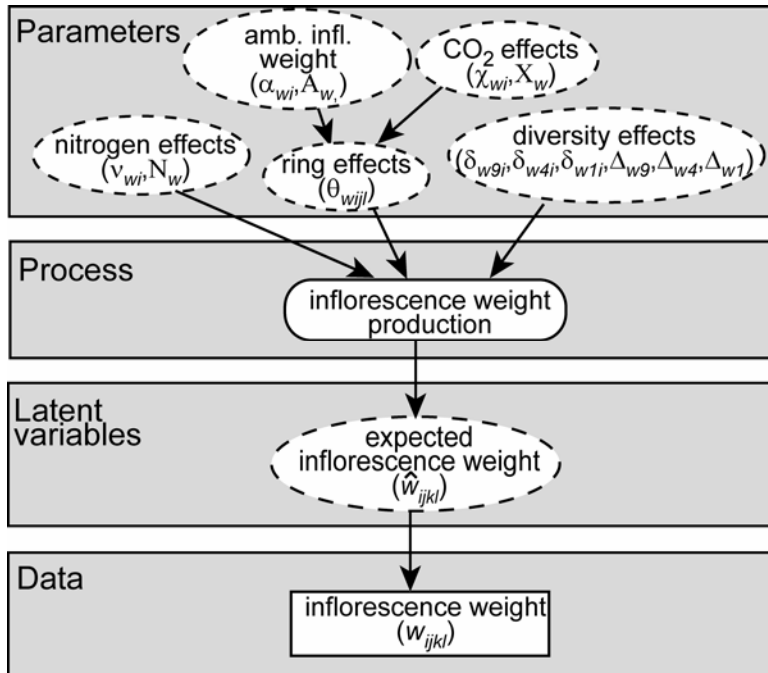 Parameters
amb. infl.
weight
(α_wi,A_w,)
CO₂ effects
(χ_wi,X_w)
nitrogen effects
(ν_wi,N_w)
ring effects
(θ_wijl)
diversity effects
(δ_w9i,δ_w4i,δ_w1i,Δ_w9,Δ_w4,Δ_w1)
Process
inflorescence weight
production
Latent
variables
expected
inflorescence weight
(ŵ_ijkl)
Data
inflorescence weight
(w_ijkl)